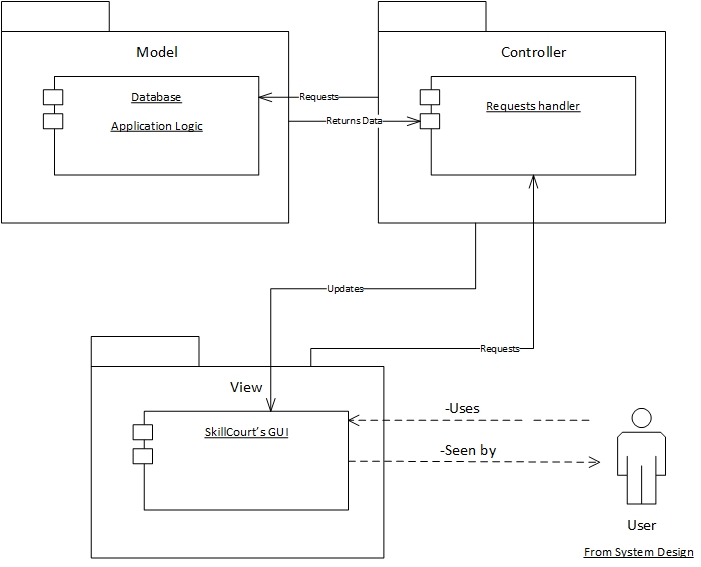 Model
Controller
Database
Application Logic
Requests
Returns Data
Requests handler
Updates
Requests
View
SkillCourt's GUI
-Uses
-Seen by
User
From System Design